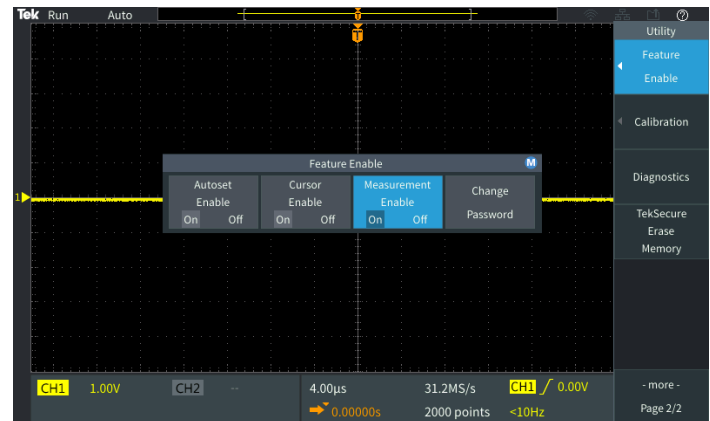 Tek Run Auto
T
T
Utility
Feature
Enable
Calibration
Diagnostics
TekSecure
Erase
Memory
- more -
Page 2/2
Feature Enable M
Autoset
Enable
On Off
Cursor
Enable
On Off
Measurement
Enable
On Off
Change
Password
1
CH1 1.00V CH2 -- 4.00µs 31.2MS/s CH1 0.00V
0.00000s 2000 points <10Hz